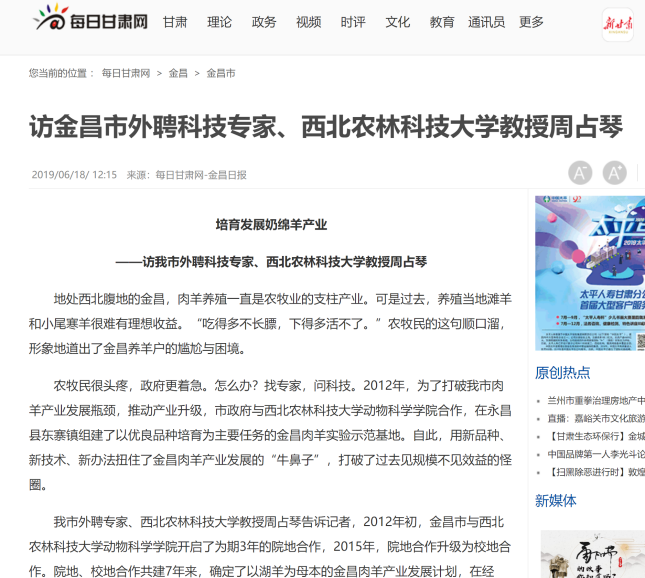 每日甘肃网 甘肃 理论 政务 视频 时评 文化 教育 通讯员 更多 新甘肃
您当前的位置 : 每日甘肃网 > 金昌 > 金昌市
访金昌市外聘科技专家、西北农林科技大学教授周占琴
2019/06/18/ 12:15 来源：每日甘肃网-金昌日报
A- A+
培育发展奶绵羊产业
——访我市外聘科技专家、西北农林科技大学教授周占琴
地处西北腹地的金昌，肉羊养殖一直是农牧业的支柱产业。可是过去，养殖当地滩羊
和小尾寒羊很难有理想收益。“吃得多不长腰，下得多活不了。”农牧民的这句顺口溜，
形象地道出了金昌养羊户的尴尬与困境。
农牧民很头疼，政府更着急。怎么办？找专家，问科技。2012年，为了打破我市肉
羊产业发展瓶颈，推动产业升级，市政府与西北农林科技大学动物科学学院合作，在永昌
县东寨镇组建了以优良品种培育为主要任务的金昌肉羊实验示范基地。自此，用新品种、
新技术、新办法扭住了金昌肉羊产业发展的“牛鼻子”，打破了过去见规模不见效益的怪
圈。
我市外聘专家、西北农林科技大学教授周占琴告诉记者，2012年初，金昌市与西北
农林科技大学动物科学学院开启了为期3年的院地合作，2015年，院地合作升级为校地合
作。院地、校地合作共建7年来，确定了以湖羊为母本的金昌肉羊产业发展计划，在经
太平
太平人寿甘肃分公
首届大型客户服务
原创热点
兰州市重拳治理房地产中
直播：嘉峪关市文化旅游
【甘肃生态环保行】金城
中国品牌第一人李光斗论
【扫黑除恶进行时】敦煌
新媒体